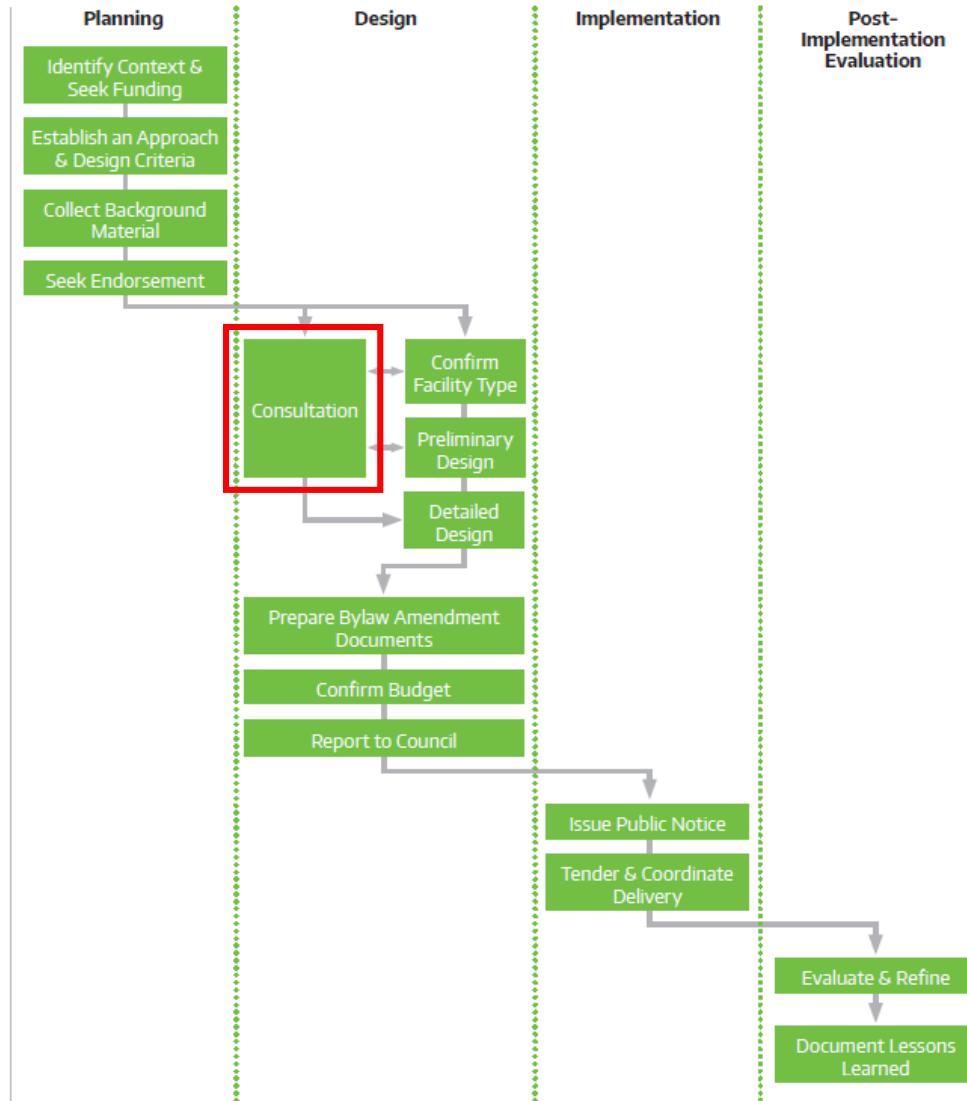 Planning
Design
Implementation
Post-
Implementation
Evaluation
Identify Context &
Seek Funding
Establish an Approach
& Design Criteria
Collect Background
Material
Seek Endorsement
Consultation
Confirm
Facility Type
Preliminary
Design
Detailed
Design
Prepare Bylaw Amendment
Documents
Confirm Budget
Report to Council
Issue Public Notice
Tender & Coordinate
Delivery
Evaluate & Refine
Document Lessons
Learned